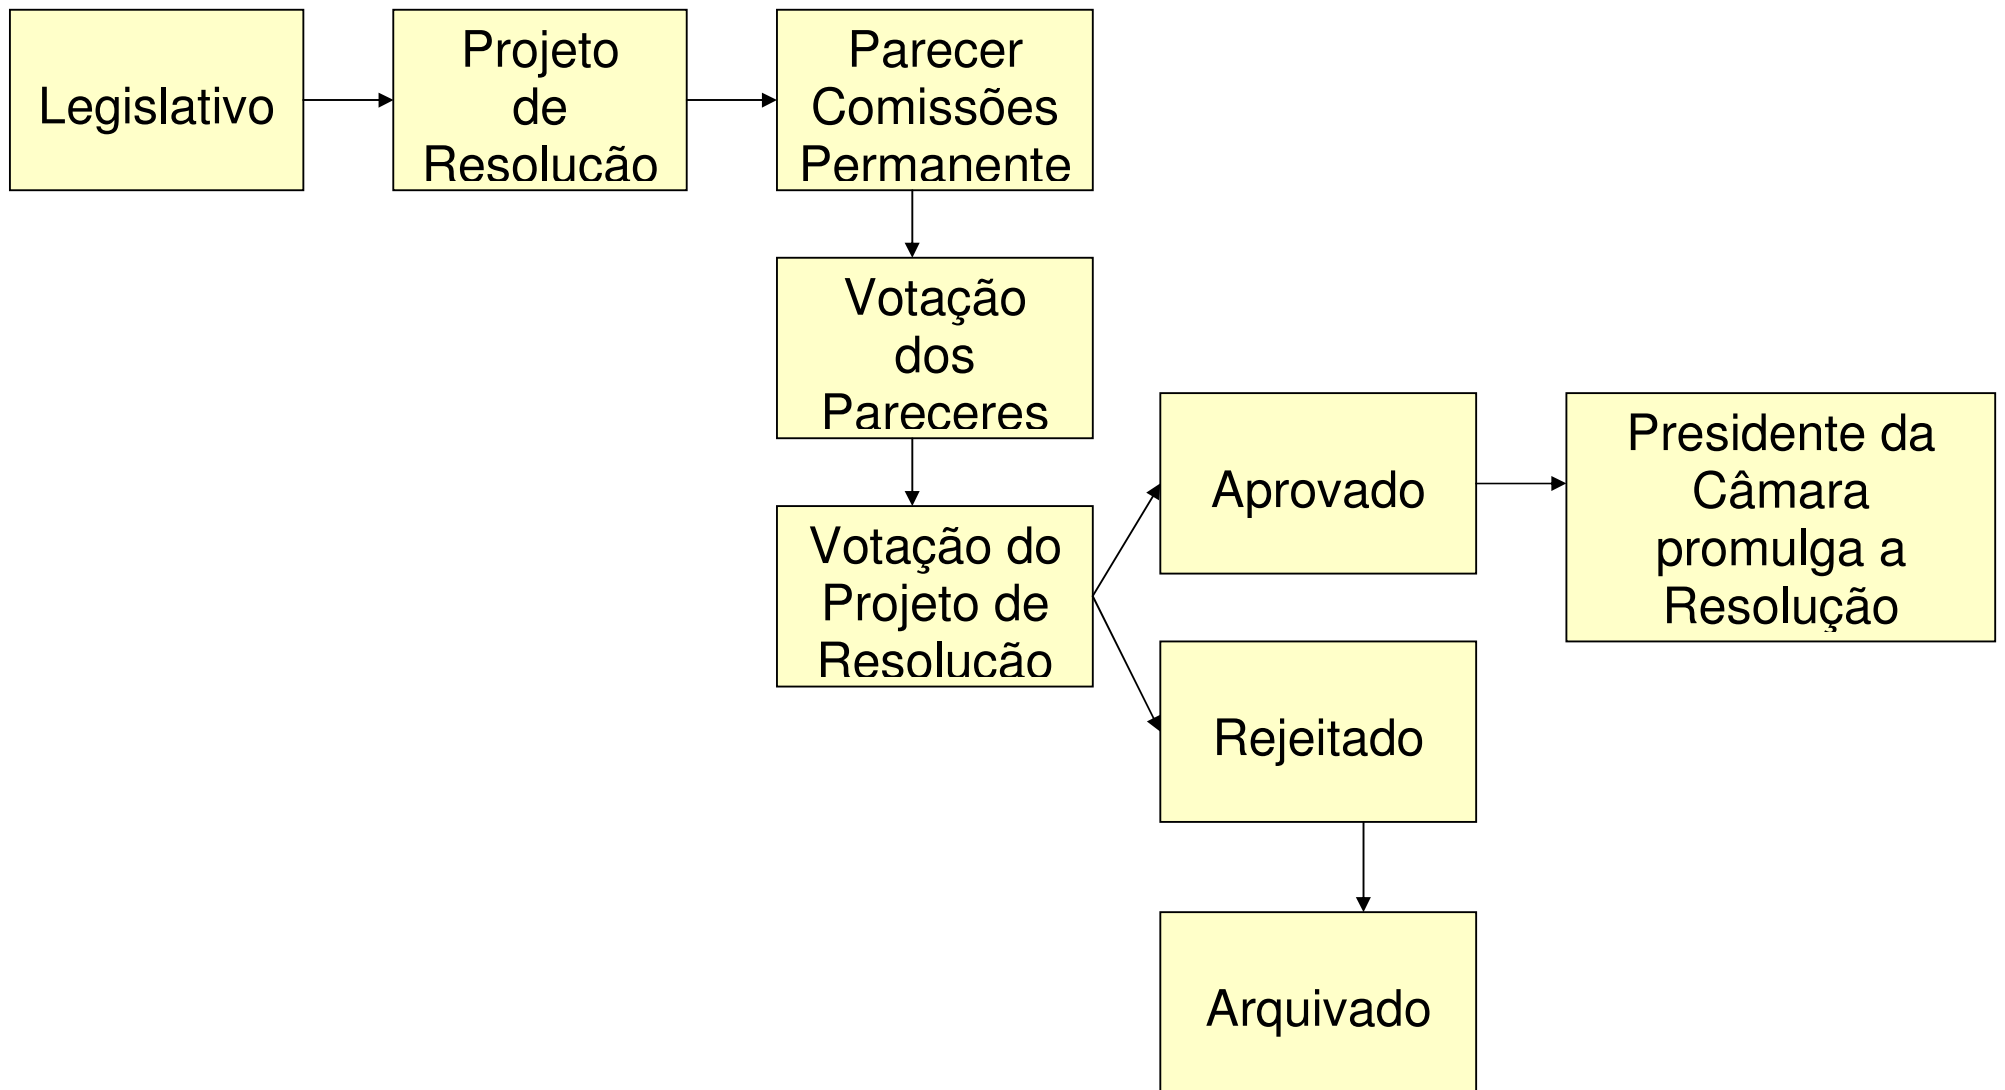 Legislativo
Projeto
de
Resolução
Parecer
Comissões
Permanente
Votação
dos
Pareceres
Votação do
Projeto de
Resolução
Aprovado
Presidente da
Câmara
promulga a
Resolução
Rejeitado
Arquivado